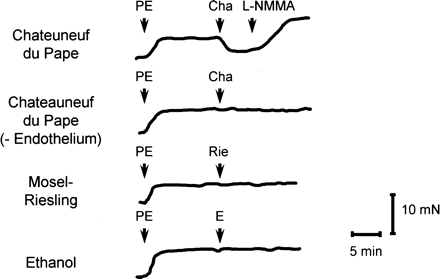 PE Cha L-NMMA
Chateuneuf
du Pape
PE Cha
Chateauneuf
du Pape
(- Endothelium)
PE Rie
Mosel-
Riesling
PE E
Ethanol
10 mN
5 min